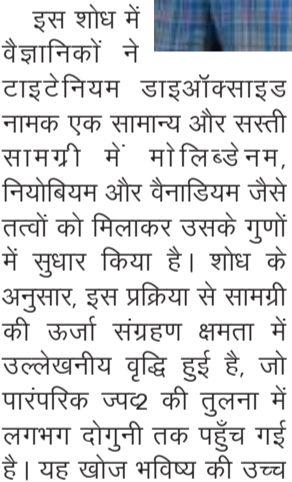 इस शोध में
वैज्ञानिकों ने
टाइटेनियम डाइऑक्साइड
नामक एक सामान्य और सस्ती
सामग्री में मोलिब्डेनम,
नियोबियम और वैनाडियम जैसे
तत्वों को मिलाकर उसके गुणों
में सुधार किया है। शोध के
अनुसार, इस प्रक्रिया से सामग्री
की ऊर्जा संग्रहण क्षमता में
उल्लेखनीय वृद्धि हुई है, जो
पारंपरिक ज्पद2 की तुलना में
लगभग दोगुनी तक पहुँच गई
है। यह खोज भविष्य की उच्च